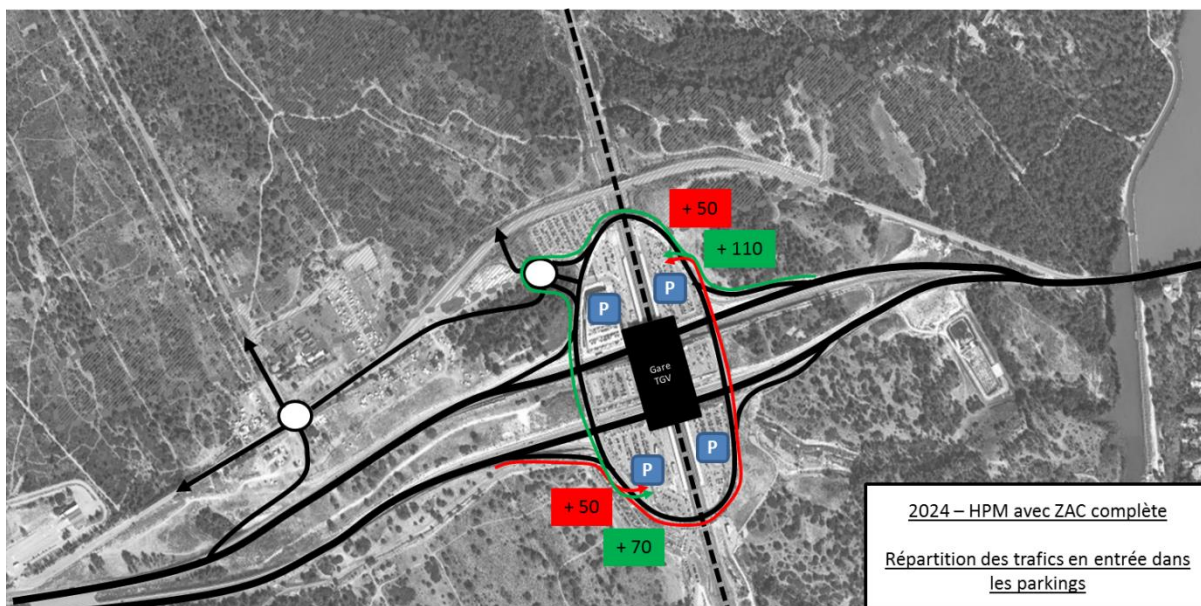 + 50
+ 110
P
P
Gare
TGV
P
P
+ 50
+ 70
2024 – HPM avec ZAC complète
Répartition des trafics en entrée dans
les parkings